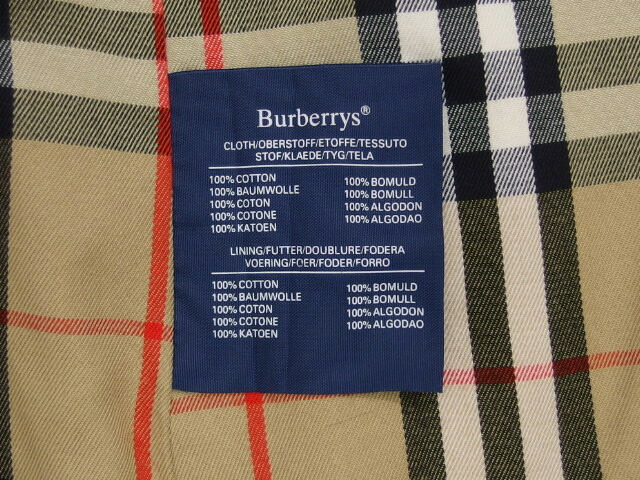 Burberrys®
CLOTH/OBERSTOFF/ETOFFE/TESSUTO
STOF/KLAEDE/TYG/TELA
100% COTTON
100% BAUMWOLLE
100% COTON
100% COTONE
100% KATOEN
100% BOMULD
100% BOMULL
100% ALGODON
100% ALGODAO
LINING/FUTTER/DOUBLURE/FODERA
VOERING/FOER/FODER/FORRO
100% COTTON
100% BAUMWOLLE
100% COTON
100% COTONE
100% KATOEN
100% BOMULD
100% BOMULL
100% ALGODON
100% ALGODAO